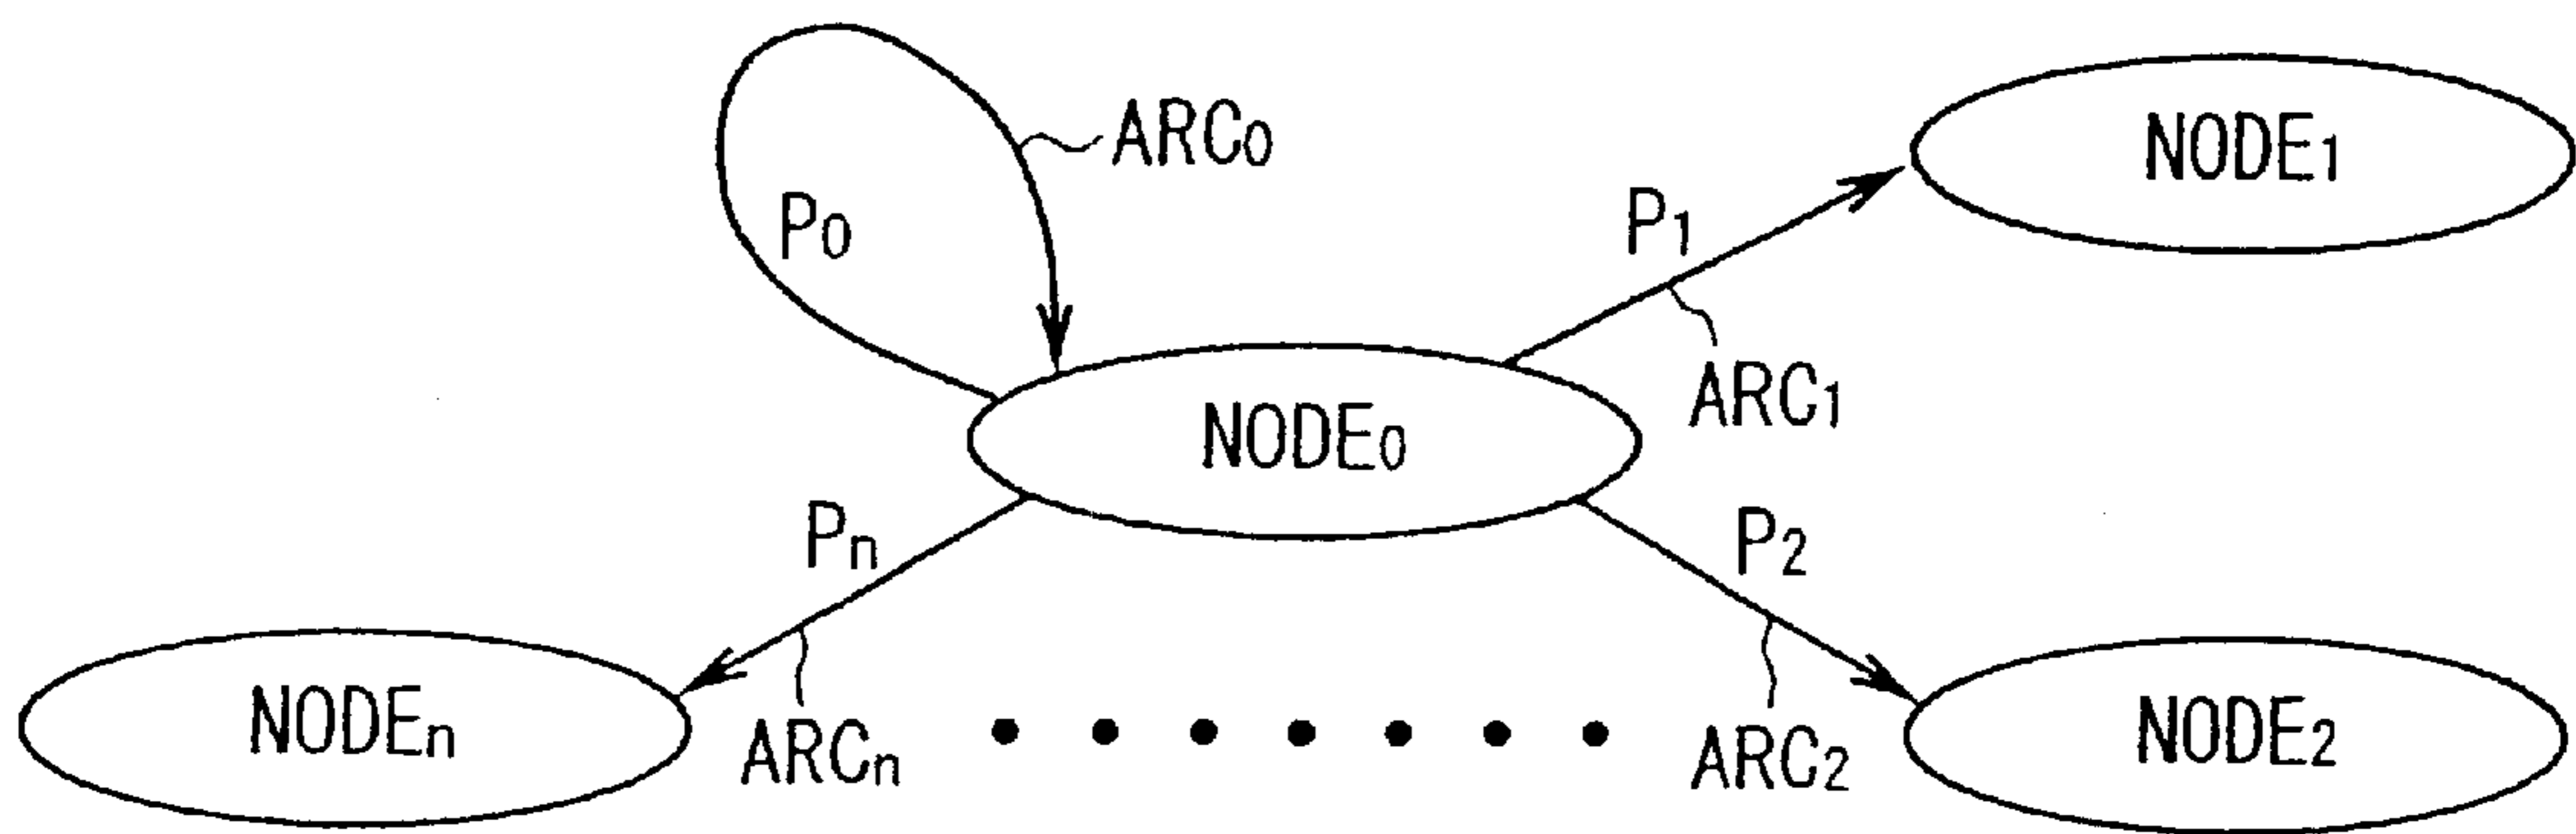 ARC₀
NODE₁
P₀
P₁
ARC₁
NODE₀
Pₙ
P₂
NODEₙ
ARCₙ
ARC₂
NODE₂